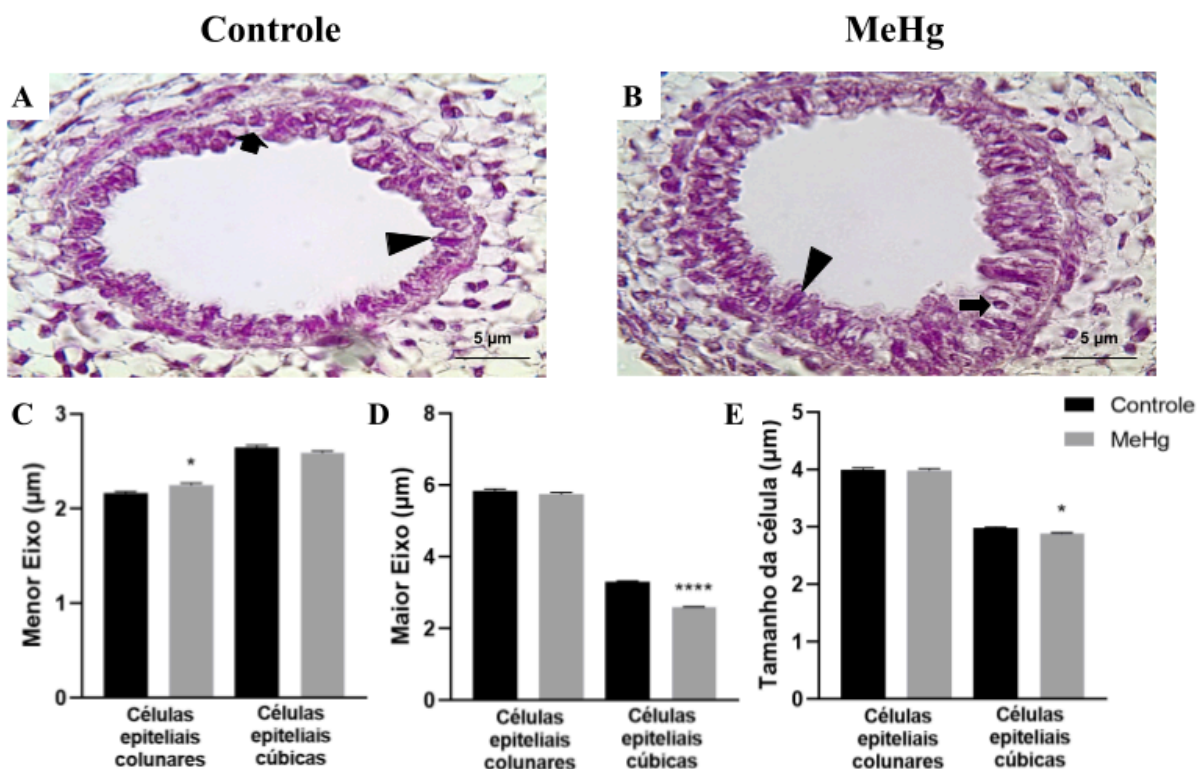 Controle
MeHg
A
B
5 µm
5 µm
C
3
2
1
0
Menor Eixo (µm)
*
Células
epiteliais
colunares
Células
epiteliais
cúbicas
D
8
6
4
2
0
Maior Eixo (µm)
****
Células
epiteliais
colunares
Células
epiteliais
cúbicas
E
5
4
3
2
1
0
Tamanho da célula (µm)
*
Células
epiteliais
colunares
Células
epiteliais
cúbicas
Controle
MeHg